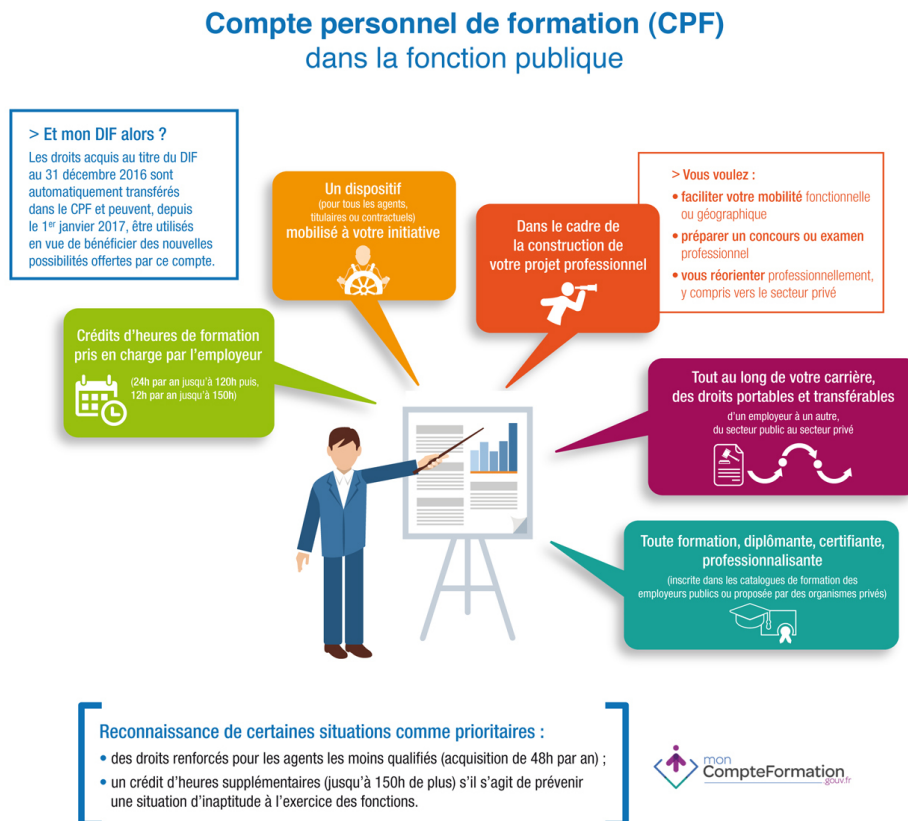 Compte personnel de formation (CPF)
dans la fonction publique
> Et mon DIF alors ?
Les droits acquis au titre du DIF
au 31 décembre 2016 sont
automatiquement transférés
dans le CPF et peuvent, depuis
le 1er janvier 2017, être utilisés
en vue de bénéficier des nouvelles
possibilités offertes par ce compte.
Un dispositif
(pour tous les agents,
titulaires ou contractuels)
mobilisé à votre initiative
Dans le cadre de
la construction de
votre projet professionnel
> Vous voulez :
• faciliter votre mobilité fonctionnelle
ou géographique
• préparer un concours ou examen
professionnel
• vous réorienter professionnellement,
y compris vers le secteur privé
Crédits d'heures de formation
pris en charge par l'employeur
(24h par an jusqu'à 120h puis,
12h par an jusqu'à 150h)
Tout au long de votre carrière,
des droits portables et transférables
d'un employeur à un autre,
du secteur public au secteur privé
Toute formation, diplômante, certifiante,
professionnalisante
(inscrite dans les catalogues de formation des
employeurs publics ou proposée par des organismes privés)
Reconnaissance de certaines situations comme prioritaires :
• des droits renforcés pour les agents les moins qualifiés (acquisition de 48h par an) ;
• un crédit d'heures supplémentaires (jusqu'à 150h de plus) s'il s'agit de prévenir
une situation d'inaptitude à l'exercice des fonctions.
mon
CompteFormation
.gouv.fr